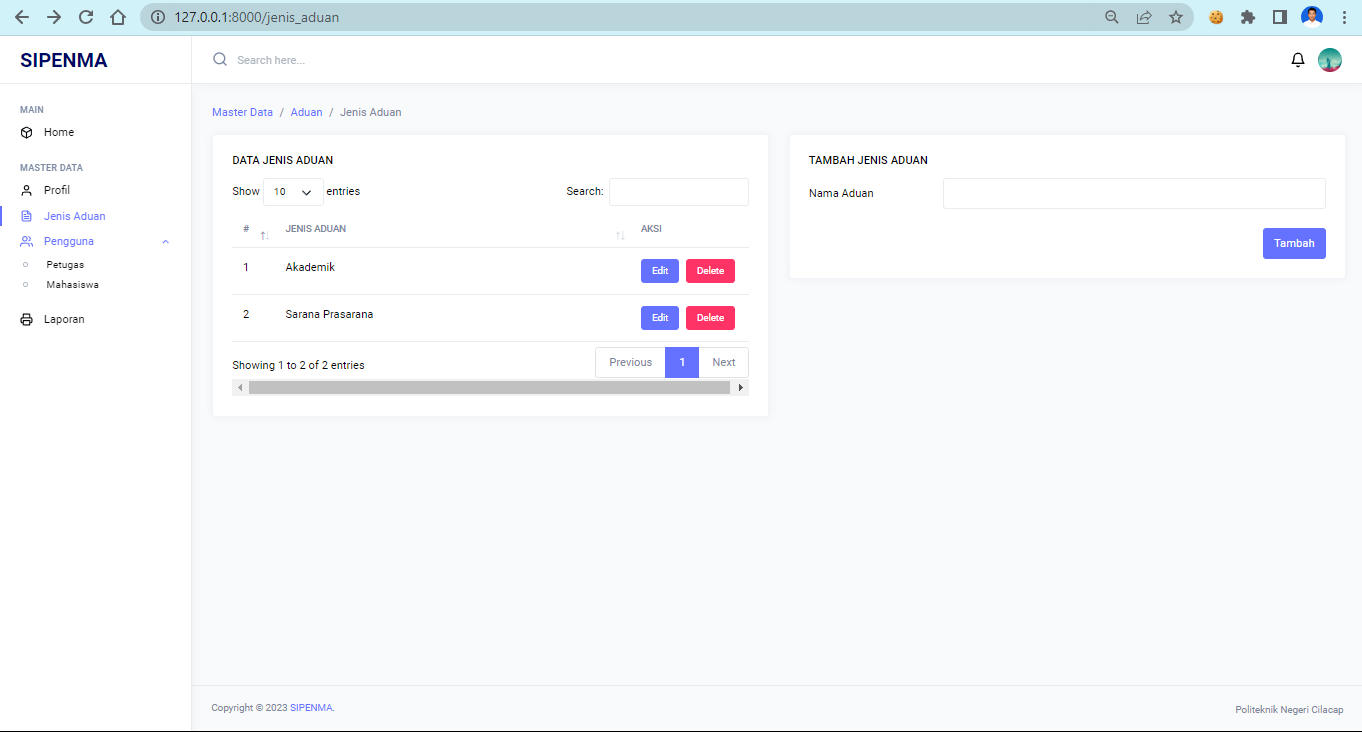 127.0.0.1:8000/jenis_aduan
SIPENMA
Search here...
MAIN
Home
MASTER DATA
Profil
Jenis Aduan
Pengguna
Petugas
Mahasiswa
Laporan
Master Data / Aduan / Jenis Aduan
DATA JENIS ADUAN
Show 10 entries Search:
# JENIS ADUAN AKSI
1 Akademik Edit Delete
2 Sarana Prasarana Edit Delete
Showing 1 to 2 of 2 entries Previous 1 Next
TAMBAH JENIS ADUAN
Nama Aduan
Tambah
Copyright © 2023 SIPENMA.
Politeknik Negeri Cilacap